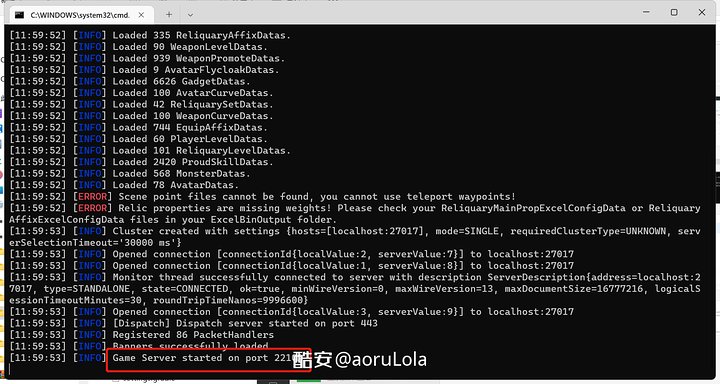 C:\WINDOWS\system32\cmd.
[11:59:52] [INFO] Loaded 335 ReliquaryAffixDatas.
[11:59:52] [INFO] Loaded 90 WeaponLevelDatas.
[11:59:52] [INFO] Loaded 939 WeaponPromoteDatas.
[11:59:52] [INFO] Loaded 9 AvatarFlycloakDatas.
[11:59:52] [INFO] Loaded 6626 GadgetDatas.
[11:59:52] [INFO] Loaded 100 AvatarCurveDatas.
[11:59:52] [INFO] Loaded 42 ReliquarySetDatas.
[11:59:52] [INFO] Loaded 100 WeaponCurveDatas.
[11:59:52] [INFO] Loaded 744 EquipAffixDatas.
[11:59:52] [INFO] Loaded 60 PlayerLevelDatas.
[11:59:52] [INFO] Loaded 101 ReliquaryLevelDatas.
[11:59:52] [INFO] Loaded 2420 ProudSkillDatas.
[11:59:52] [INFO] Loaded 568 MonsterDatas.
[11:59:52] [INFO] Loaded 78 AvatarDatas.
[11:59:52] [ERROR] Scene point files cannot be found, you cannot use teleport waypoints!
[11:59:52] [ERROR] Relic properties are missing weights! Please check your ReliquaryMainPropExcelConfigData or Reliquary
AffixExcelConfigData files in your ExcelBinOutput folder.
[11:59:53] [INFO] Cluster created with settings {hosts=[localhost:27017], mode=SINGLE, requiredClusterType=UNKNOWN, serv
erSelectionTimeout='30000 ms'}
[11:59:53] [INFO] Opened connection [connectionId{localValue:2, serverValue:7}] to localhost:27017
[11:59:53] [INFO] Opened connection [connectionId{localValue:1, serverValue:8}] to localhost:27017
[11:59:53] [INFO] Monitor thread successfully connected to server with description ServerDescription{address=localhost:2
7017, type=STANDALONE, state=CONNECTED, ok=true, minWireVersion=0, maxWireVersion=13, maxDocumentSize=16777216, logicalS
essionTimeoutMinutes=30, roundTripTimeNanos=9996600}
[11:59:53] [INFO] Opened connection [connectionId{localValue:3, serverValue:9}] to localhost:27017
[11:59:53] [INFO] [Dispatch] Dispatch server started on port 443
[11:59:53] [INFO] Registered 86 PacketHandlers
[11:59:53] [INFO] Banners successfully loaded
[11:59:53] [INFO] Game Server started on port
酷安@aoruLola